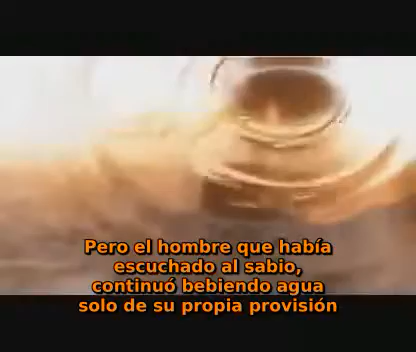 Pero el hombre que había
escuchado al sabio,
continuó bebiendo agua
solo de su propia provisión